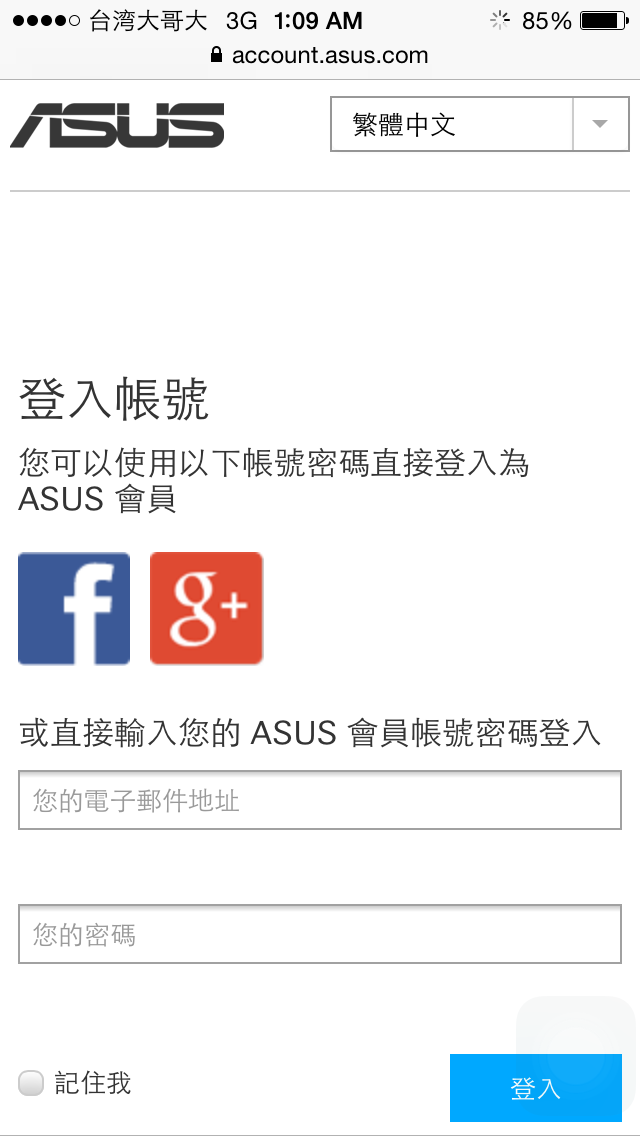 台湾大哥大 3G 1:09 AM 85%
account.asus.com
ASUS 繁體中文
登入帳號
您可以使用以下帳號密碼直接登入為
ASUS 會員
f g+
或直接輸入您的 ASUS 會員帳號密碼登入
您的電子郵件地址
您的密碼
記住我 登入